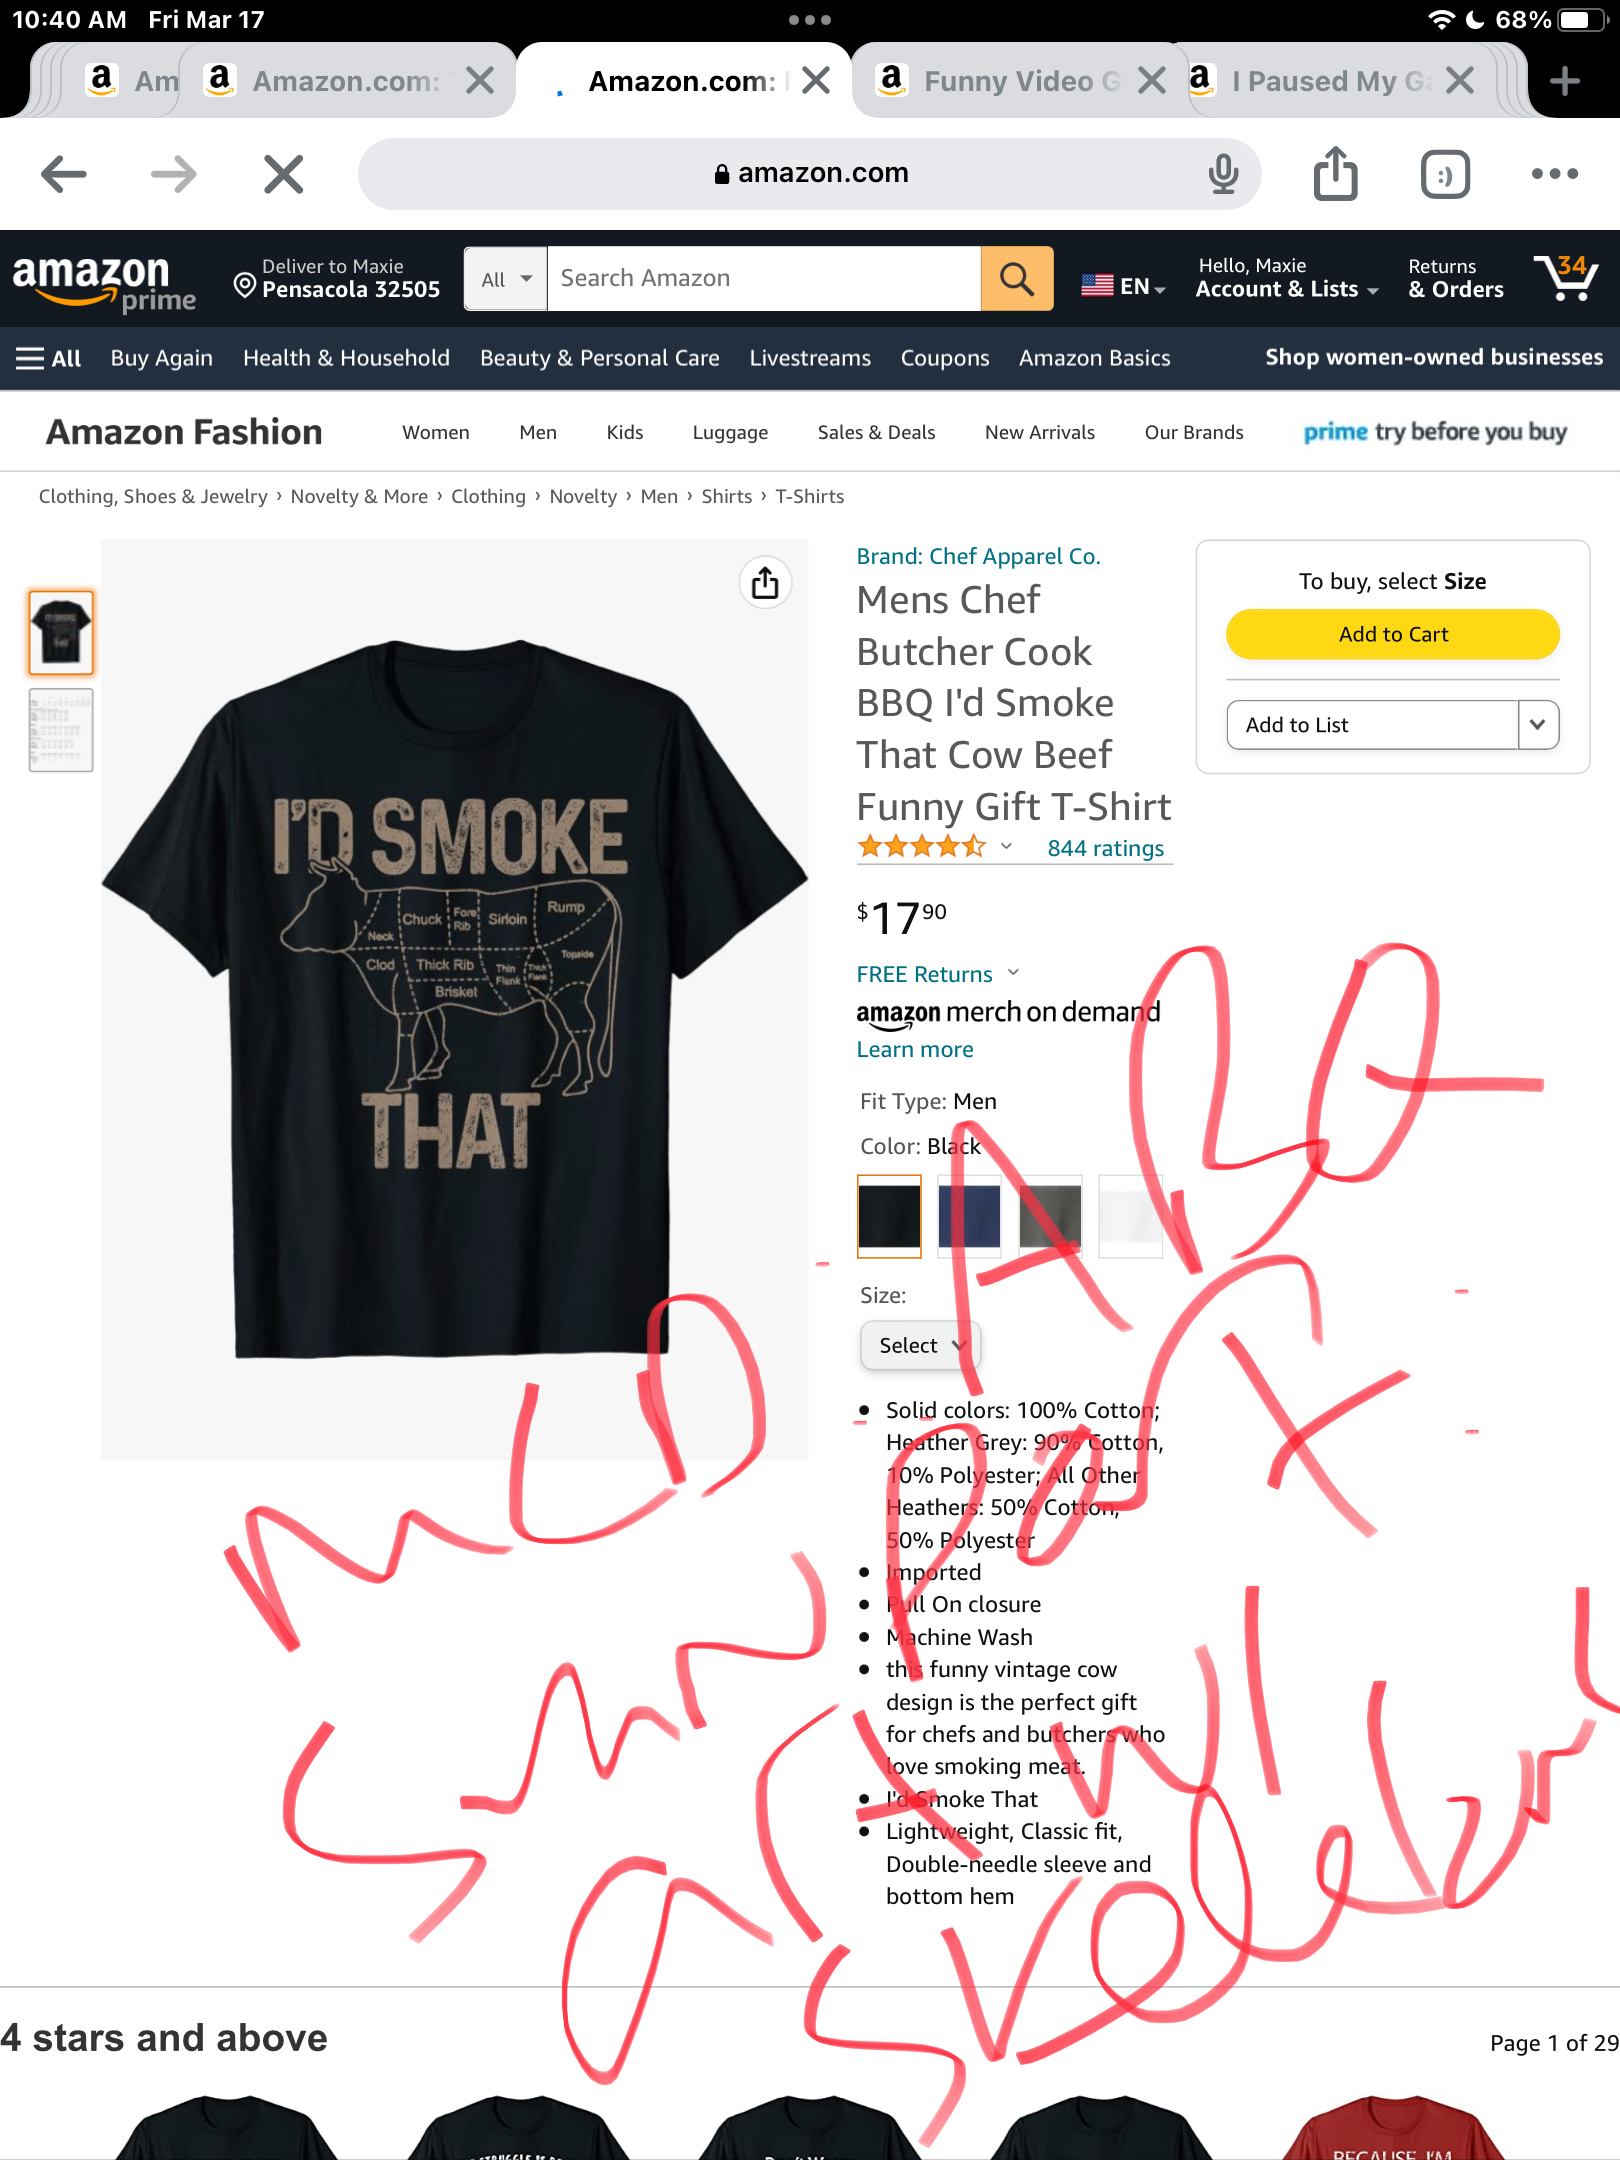 10:40 AM Fri Mar 17
68%
Am
Amazon.com:
Amazon.com:
Funny Video G
I Paused My Ga
amazon.com
amazon prime
Deliver to Maxie
Pensacola 32505
All
Search Amazon
EN
Hello, Maxie
Account & Lists
Returns
& Orders
34
All Buy Again Health & Household Beauty & Personal Care Livestreams Coupons Amazon Basics Shop women-owned businesses
Amazon Fashion Women Men Kids Luggage Sales & Deals New Arrivals Our Brands prime try before you buy
Clothing, Shoes & Jewelry › Novelty & More › Clothing › Novelty › Men › Shirts › T-Shirts
I'D SMOKE
Neck Chuck Fore Rib Sirloin Rump
Clod Thick Rib Thin Flank Thick Flank Topside
Brisket
THAT
Brand: Chef Apparel Co.
Mens Chef
Butcher Cook
BBQ I'd Smoke
That Cow Beef
Funny Gift T-Shirt
844 ratings
$17 90
FREE Returns
amazon merch on demand
Learn more
Fit Type: Men
Color: Black
Size:
Select
Solid colors: 100% Cotton;
Heather Grey: 90% Cotton,
10% Polyester; All Other
Heathers: 50% Cotton,
50% Polyester
Imported
Pull On closure
Machine Wash
this funny vintage cow
design is the perfect gift
for chefs and butchers who
love smoking meat.
I'd Smoke That
Lightweight, Classic fit,
Double-needle sleeve and
bottom hem
To buy, select Size
Add to Cart
Add to List
4 stars and above
Page 1 of 29
BECAUSE I'M